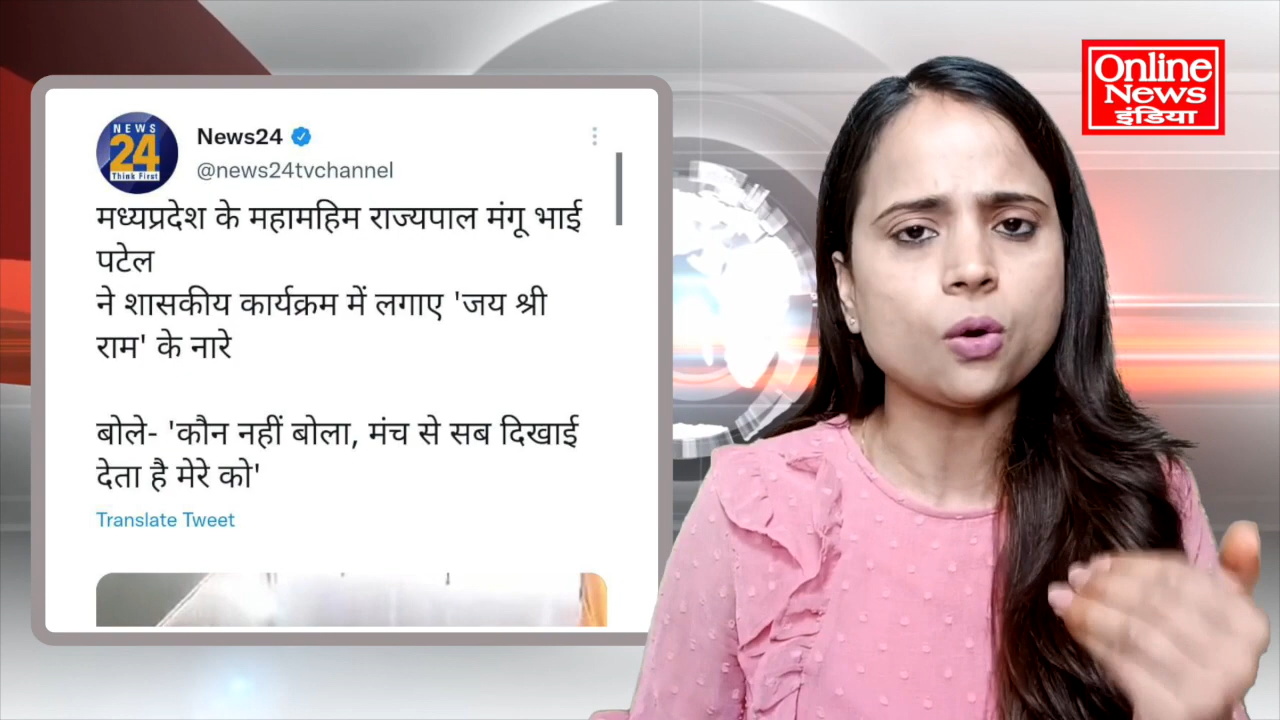 NEWS
24
Think First
News24
@news24tvchannel
मध्यप्रदेश के महामहिम राज्यपाल मंगू भाई
पटेल
ने शासकीय कार्यक्रम में लगाए 'जय श्री
राम' के नारे
बोले- 'कौन नहीं बोला, मंच से सब दिखाई
देता है मेरे को'
Translate Tweet
Online
News
इंडिया